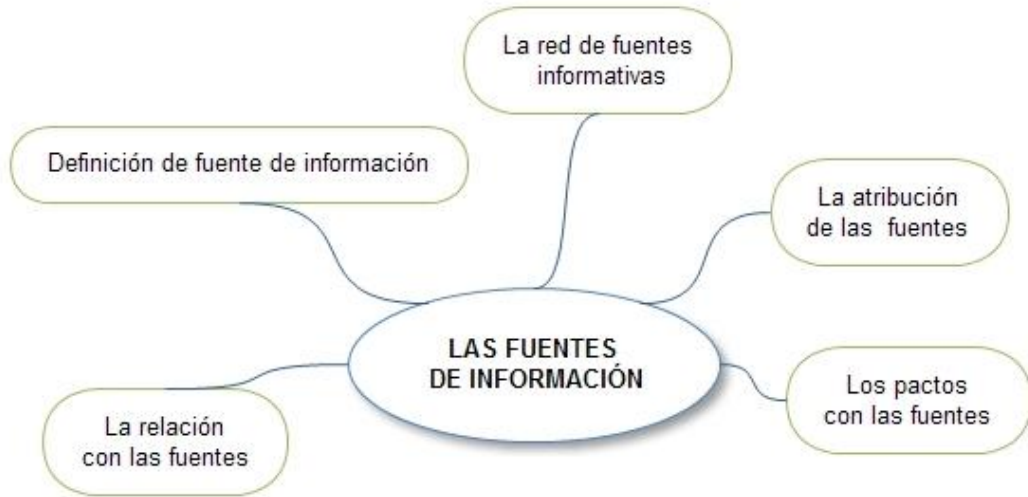 La red de fuentes
informativas
Definición de fuente de información
La atribución
de las fuentes
LAS FUENTES
DE INFORMACIÓN
Los pactos
con las fuentes
La relación
con las fuentes